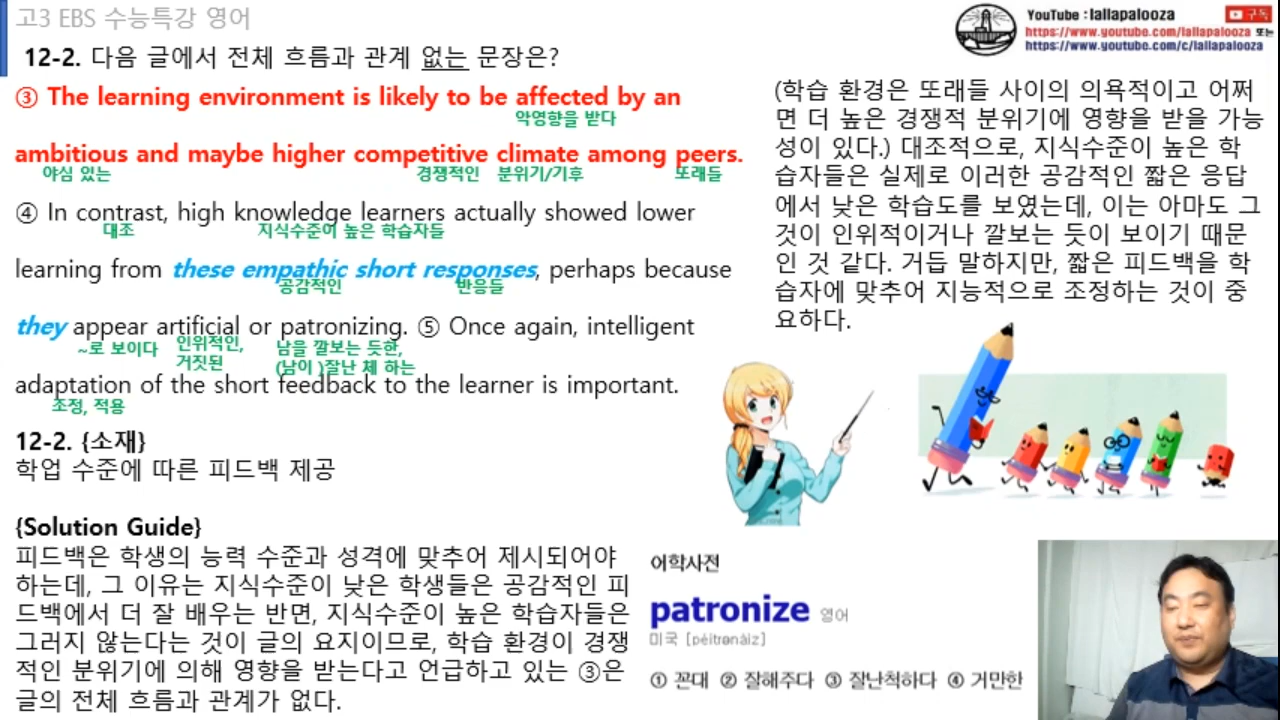 고3 EBS 수능특강 영어
YouTube : lallapalooza
구독
https://www.youtube.com/lallapalooza 또는
https://www.youtube.com/c/lallapalooza
12-2. 다음 글에서 전체 흐름과 관계 없는 문장은?
③ The learning environment is likely to be affected by an
악영향을 받다
ambitious and maybe higher competitive climate among peers.
야심 있는 경쟁적인 분위기/기후 또래들
④ In contrast, high knowledge learners actually showed lower
대조 지식수준이 높은 학습자들
learning from these empathic short responses, perhaps because
공감적인 반응들
they appear artificial or patronizing. ⑤ Once again, intelligent
~로 보이다 인위적인, 남을 깔보는 듯한,
거짓된 (남이 )잘난 체 하는
adaptation of the short feedback to the learner is important.
조정, 적용
(학습 환경은 또래들 사이의 의욕적이고 어쩌
면 더 높은 경쟁적 분위기에 영향을 받을 가능
성이 있다.) 대조적으로, 지식수준이 높은 학
습자들은 실제로 이러한 공감적인 짧은 응답
에서 낮은 학습도를 보였는데, 이는 아마도 그
것이 인위적이거나 깔보는 듯이 보이기 때문
인 것 같다. 거듭 말하지만, 짧은 피드백을 학
습자에 맞추어 지능적으로 조정하는 것이 중
요하다.
12-2. {소재}
학업 수준에 따른 피드백 제공
{Solution Guide}
피드백은 학생의 능력 수준과 성격에 맞추어 제시되어야
하는데, 그 이유는 지식수준이 낮은 학생들은 공감적인 피
드백에서 더 잘 배우는 반면, 지식수준이 높은 학습자들은
그러지 않는다는 것이 글의 요지이므로, 학습 환경이 경쟁
적인 분위기에 의해 영향을 받는다고 언급하고 있는 ③은
글의 전체 흐름과 관계가 없다.
어학사전
patronize 영어
미국 [péitrənàiz]
① 꼰대 ② 잘해주다 ③ 잘난척하다 ④ 거만한